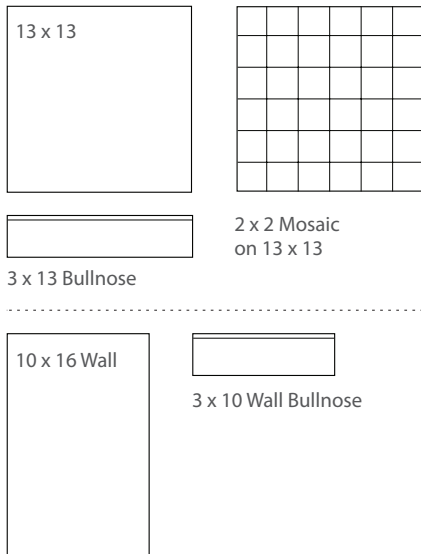 13 x 13
2 x 2 Mosaic
on 13 x 13
3 x 13 Bullnose
10 x 16 Wall
3 x 10 Wall Bullnose